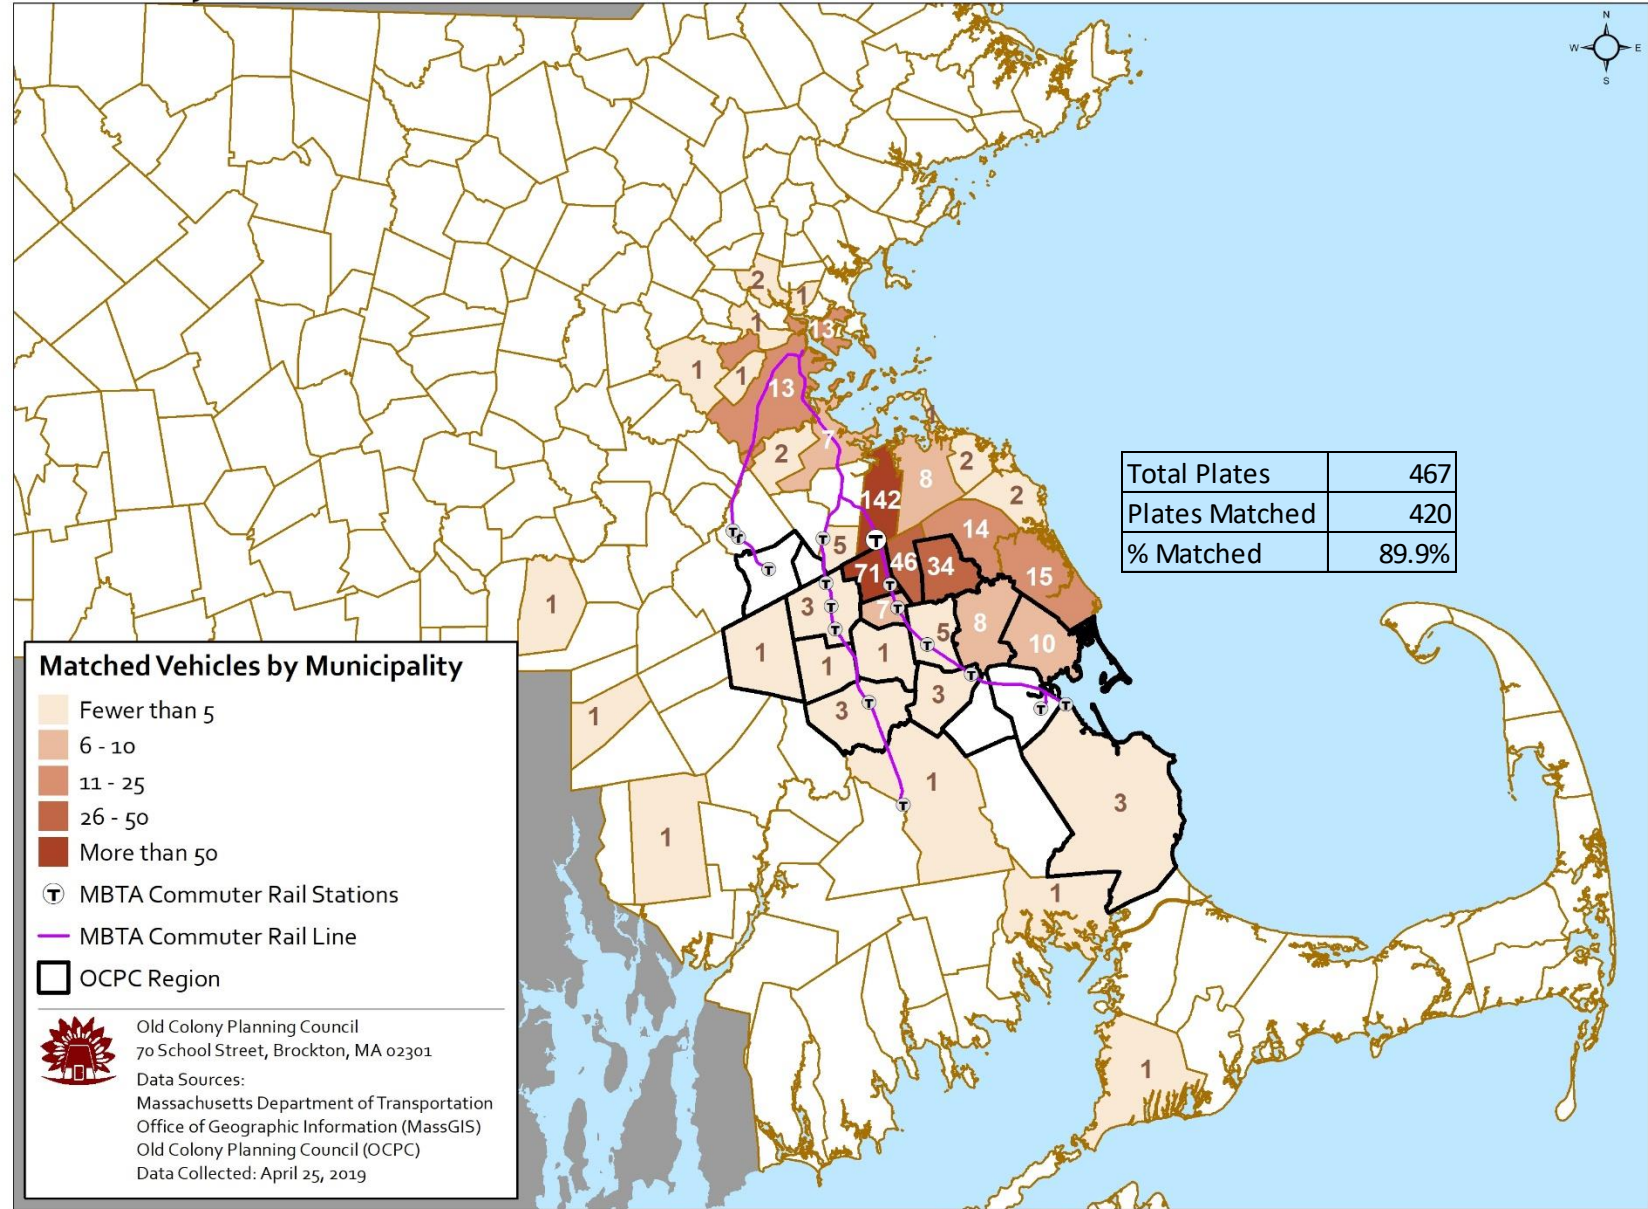 N
W E
S
2
1
1
13
1
1
13
1
7
2
2
8
142
2
14
5
46
34
71
15
3
7
5
8
10
1
1
1
3
3
1
1
1
3
1
1
1
Total Plates 467
Plates Matched 420
% Matched 89.9%
Matched Vehicles by Municipality
Fewer than 5
6 - 10
11 - 25
26 - 50
More than 50
T MBTA Commuter Rail Stations
MBTA Commuter Rail Line
OCPC Region
Old Colony Planning Council
70 School Street, Brockton, MA 02301
Data Sources:
Massachusetts Department of Transportation
Office of Geographic Information (MassGIS)
Old Colony Planning Council (OCPC)
Data Collected: April 25, 2019